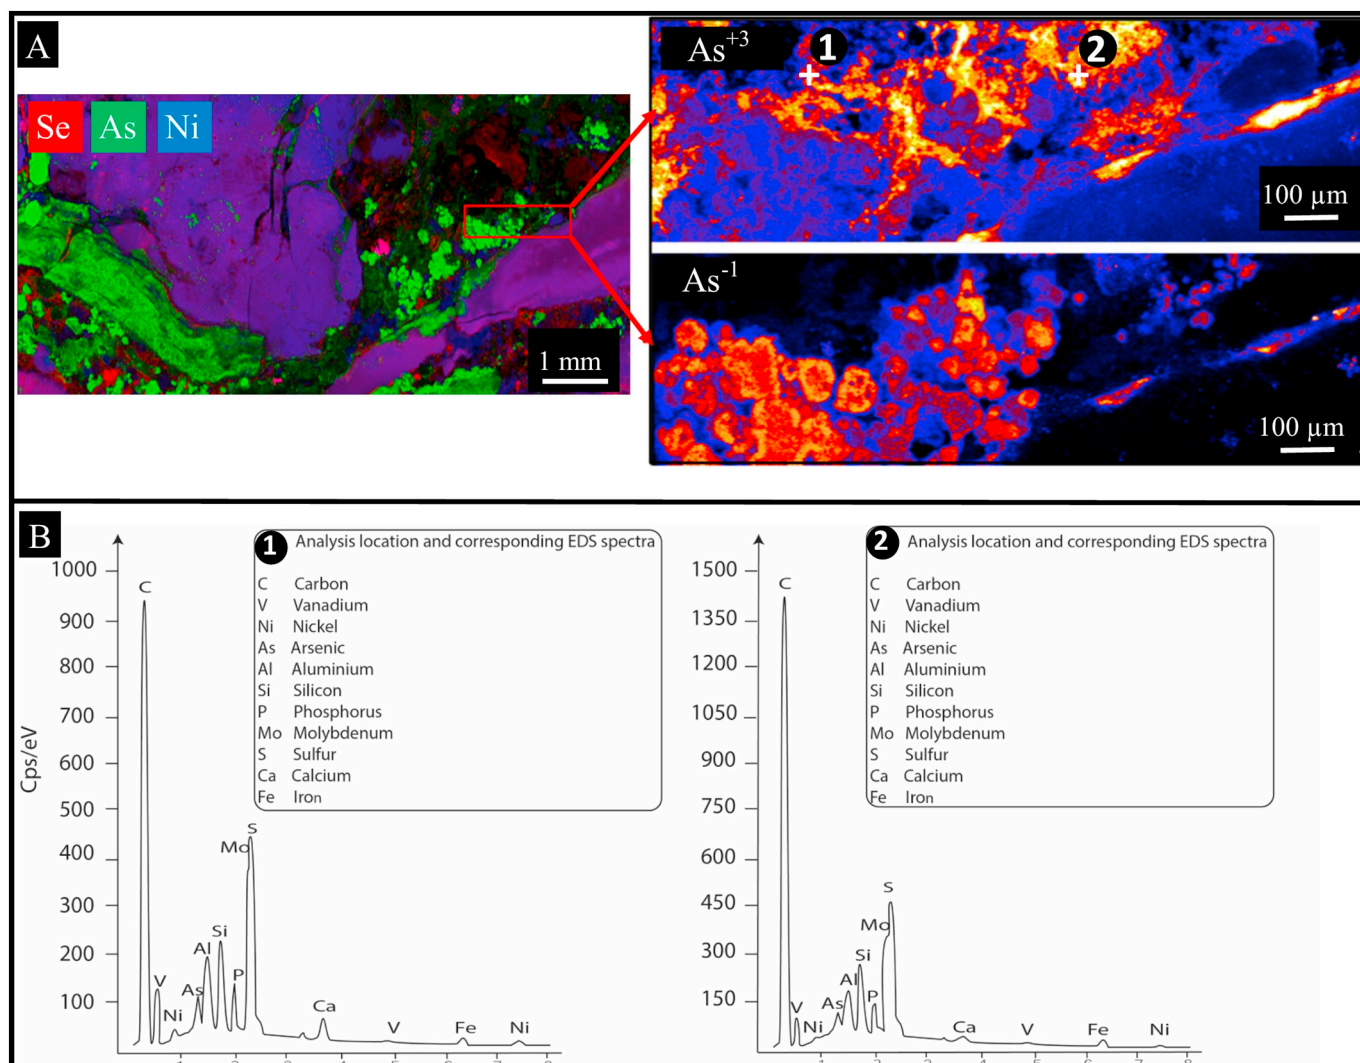 A
Se As Ni
1 mm
As+3
1
2
100 µm
As-1
100 µm
B
1 Analysis location and corresponding EDS spectra
C Carbon
V Vanadium
Ni Nickel
As Arsenic
Al Aluminium
Si Silicon
P Phosphorus
Mo Molybdenum
S Sulfur
Ca Calcium
Fe Iron
Cps/eV
1000
900
800
700
600
500
400
300
200
100
C
V
Ni
As
Al
Si
P
Mo
S
Ca
V
Fe
Ni
2 Analysis location and corresponding EDS spectra
C Carbon
V Vanadium
Ni Nickel
As Arsenic
Al Aluminium
Si Silicon
P Phosphorus
Mo Molybdenum
S Sulfur
Ca Calcium
Fe Iron
1500
1350
1200
1050
900
750
600
450
300
150
C
V
Ni
As
Al
Si
P
Mo
S
Ca
V
Fe
Ni